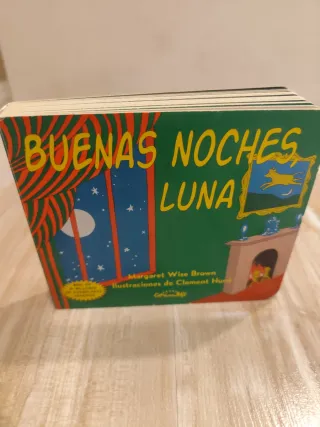 BUENAS NOCHES,
LUNA
Margaret Wise Brown
Ilustraciones de Clement Hurd